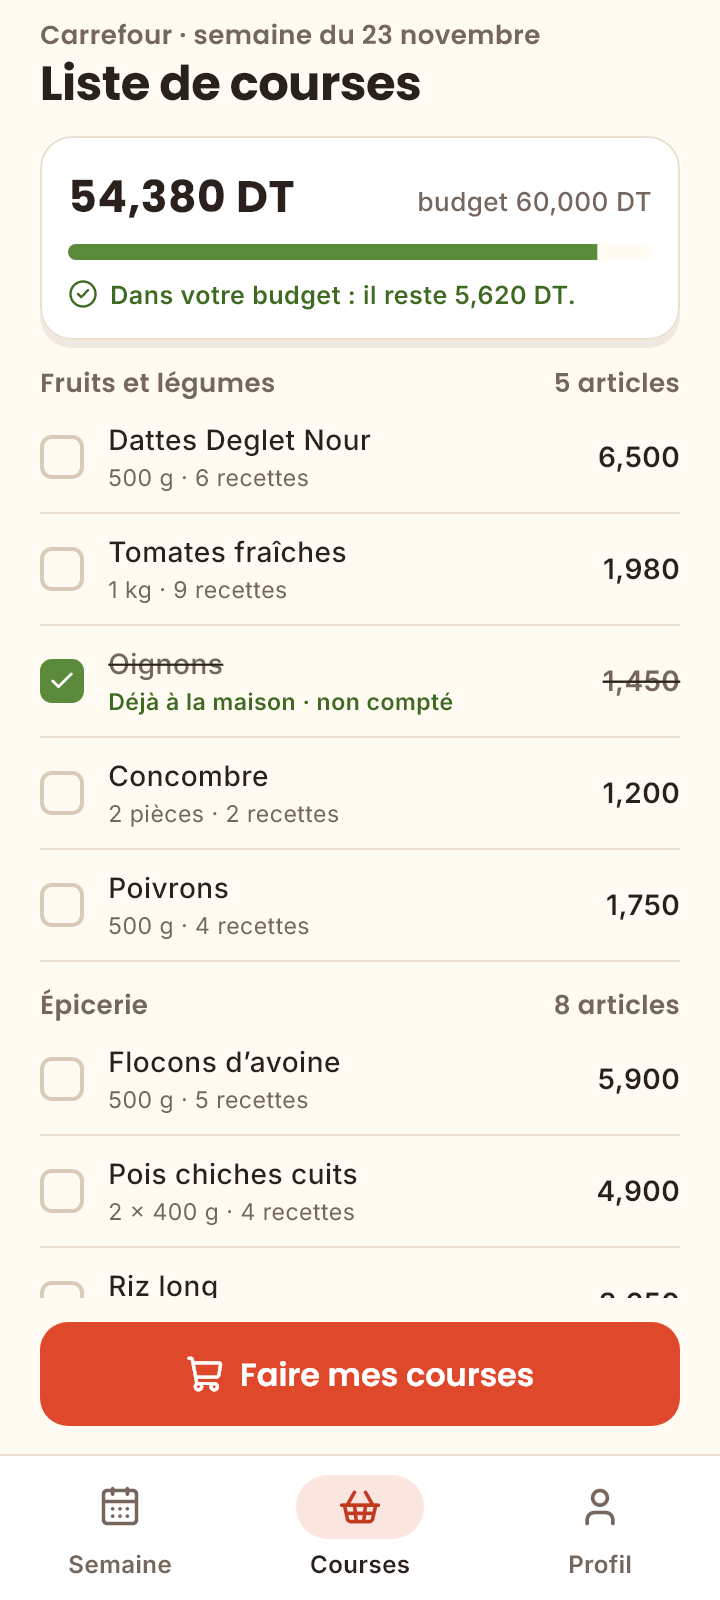 Carrefour · semaine du 23 novembre
Liste de courses
54,380 DT
budget 60,000 DT
Dans votre budget : il reste 5,620 DT.
Fruits et légumes
5 articles
Dattes Deglet Nour
500 g · 6 recettes
6,500
Tomates fraîches
1 kg · 9 recettes
1,980
Oignons
Déjà à la maison · non compté
1,450
Concombre
2 pièces · 2 recettes
1,200
Poivrons
500 g · 4 recettes
1,750
Épicerie
8 articles
Flocons d’avoine
500 g · 5 recettes
5,900
Pois chiches cuits
2 × 400 g · 4 recettes
4,900
Riz long
Faire mes courses
Semaine
Courses
Profil